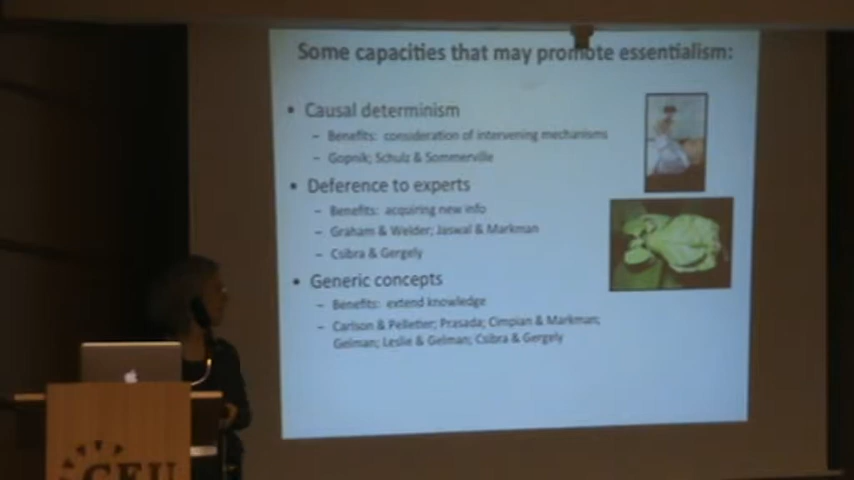 Some capacities that may promote essentialism:
• Causal determinism
– Benefits: consideration of intervening mechanisms
– Gopnik; Schulz & Sommerville
• Deference to experts
– Benefits: acquiring new info
– Graham & Welder; Jaswal & Markman
– Csibra & Gergely
• Generic concepts
– Benefits: extend knowledge
– Carlson & Pelletier; Prasada; Cimpian & Markman;
Gelman; Leslie & Gelman; Csibra & Gergely
CEU